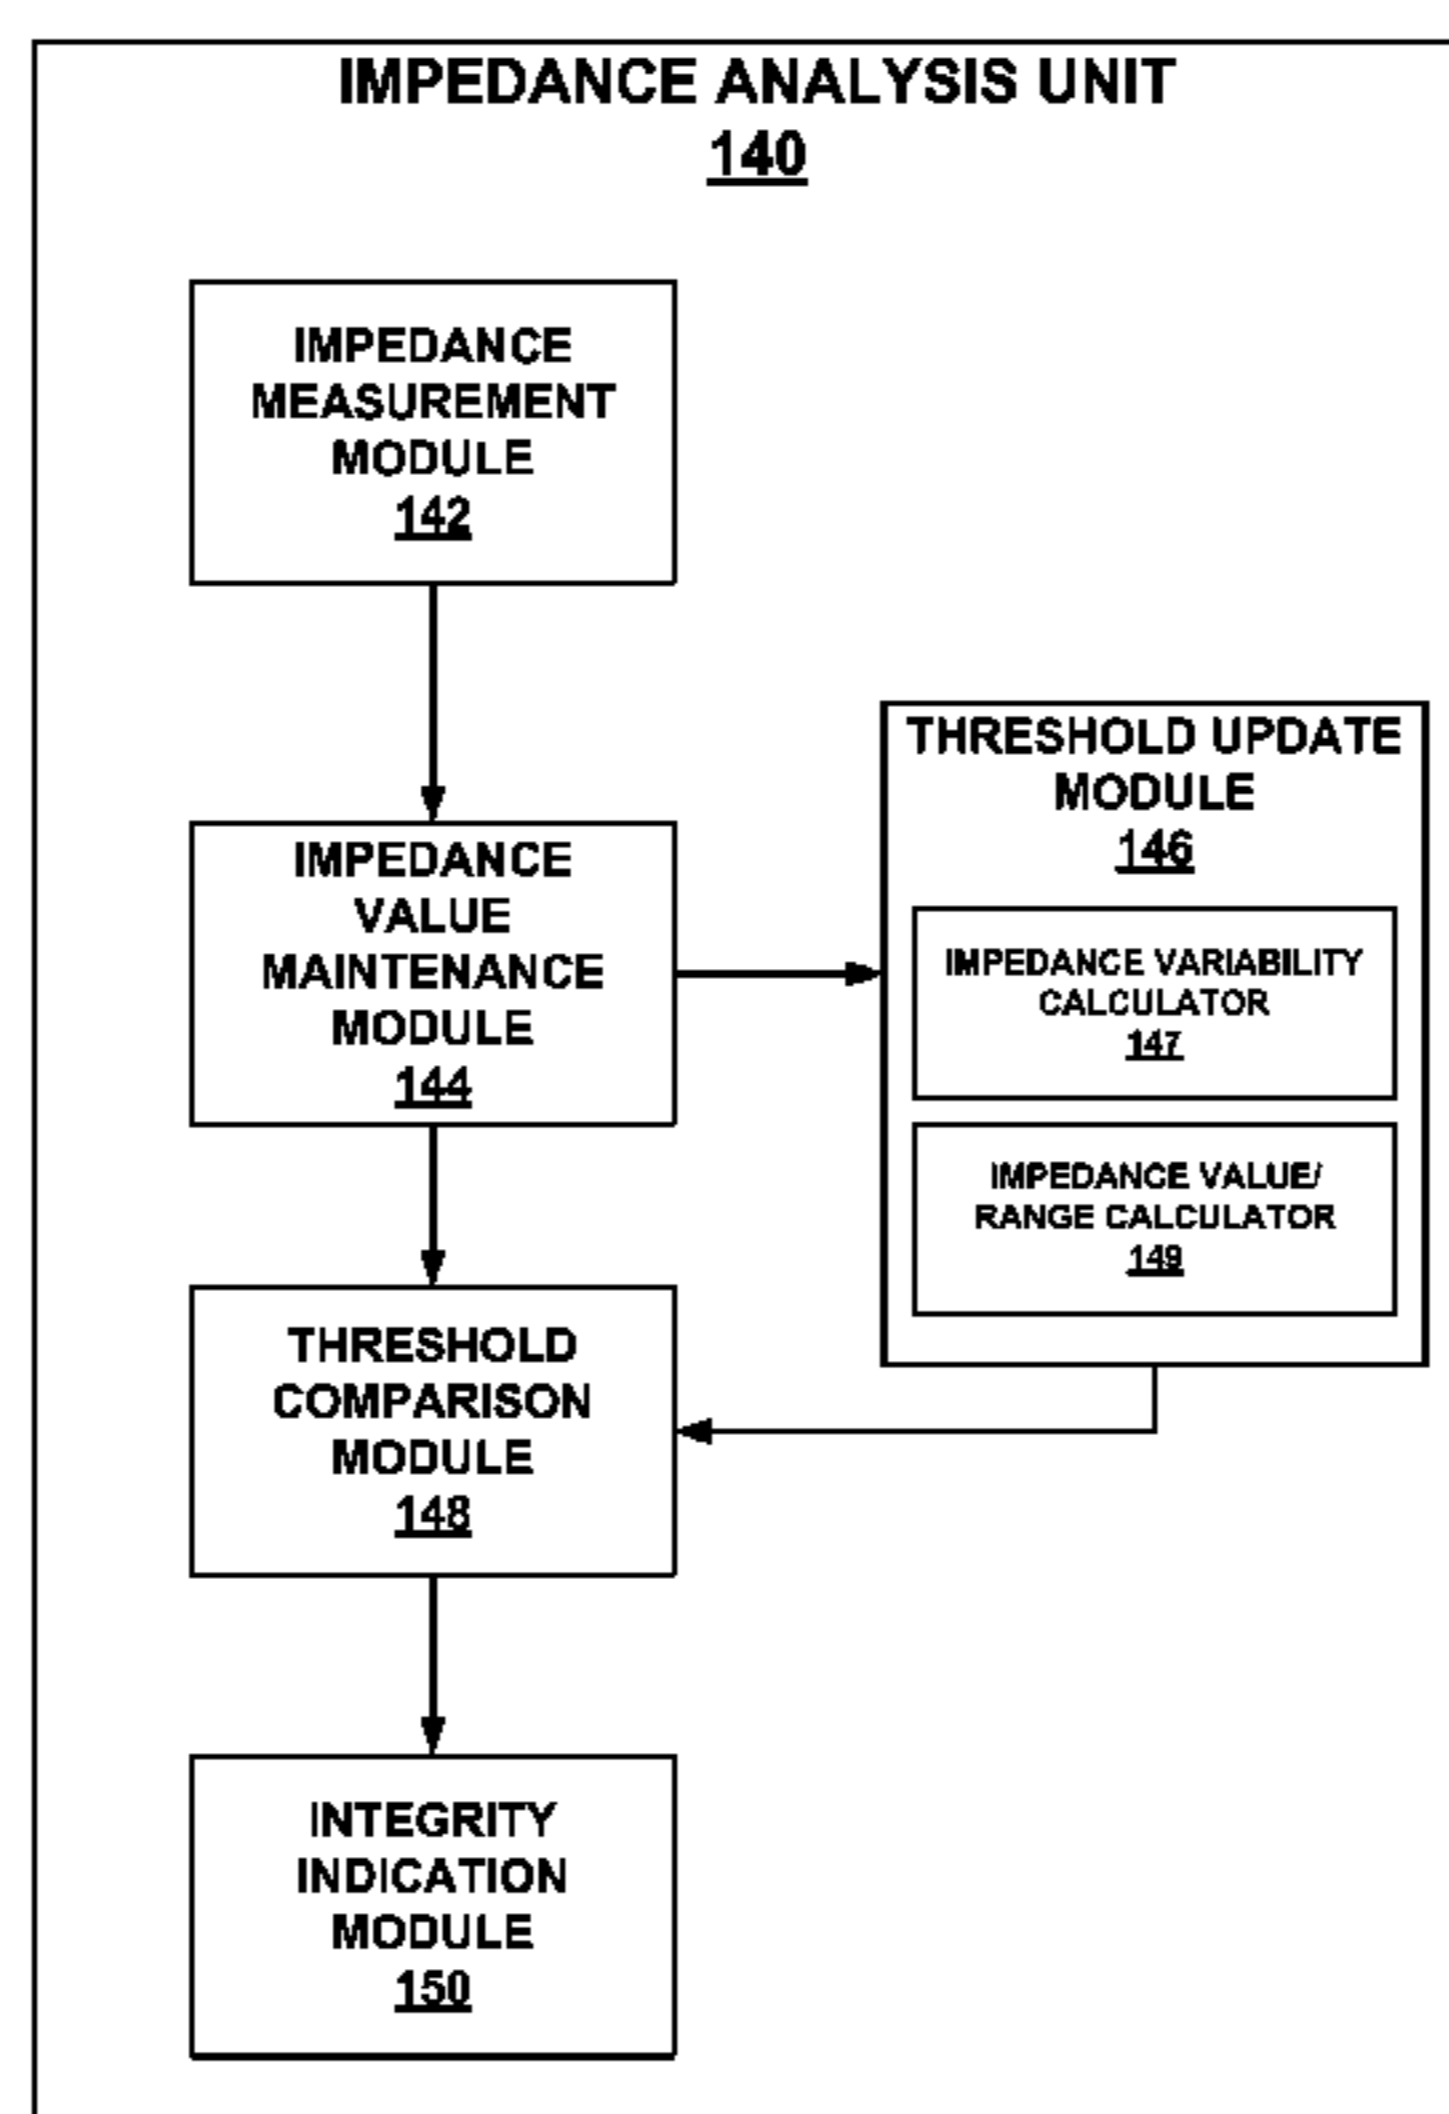 IMPEDANCE ANALYSIS UNIT
140
IMPEDANCE
MEASUREMENT
MODULE
142
IMPEDANCE
VALUE
MAINTENANCE
MODULE
144
THRESHOLD UPDATE
MODULE
146
IMPEDANCE VARIABILITY
CALCULATOR
147
IMPEDANCE VALUE/
RANGE CALCULATOR
149
THRESHOLD
COMPARISON
MODULE
148
INTEGRITY
INDICATION
MODULE
150